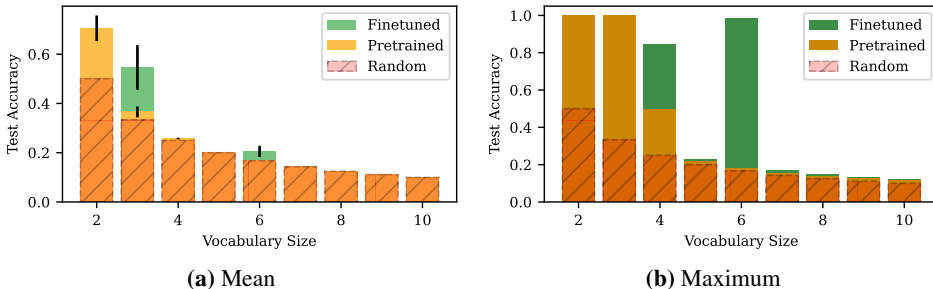 Test Accuracy
0.6
0.4
0.2
0.0
Finetuned
Pretrained
Random
2 4 6 8 10
Vocabulary Size
(a) Mean
Test Accuracy
1.0
0.8
0.6
0.4
0.2
0.0
Finetuned
Pretrained
Random
2 4 6 8 10
Vocabulary Size
(b) Maximum